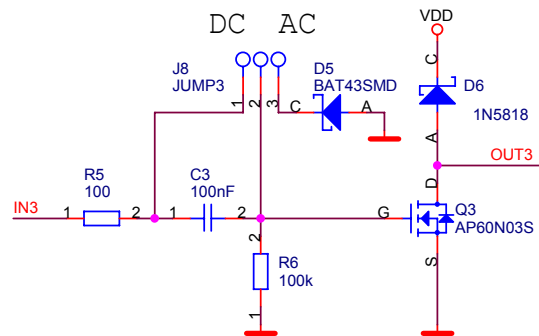 DC AC
VDD
J8
JUMP3
D5
BAT43SMD
C
D6
1 2 3
C A
1N5818
A
OUT3
R5
100
C3
100nF
D
IN3
1 2
1 2
G
Q3
AP60N03S
2
R6
100k
S
1